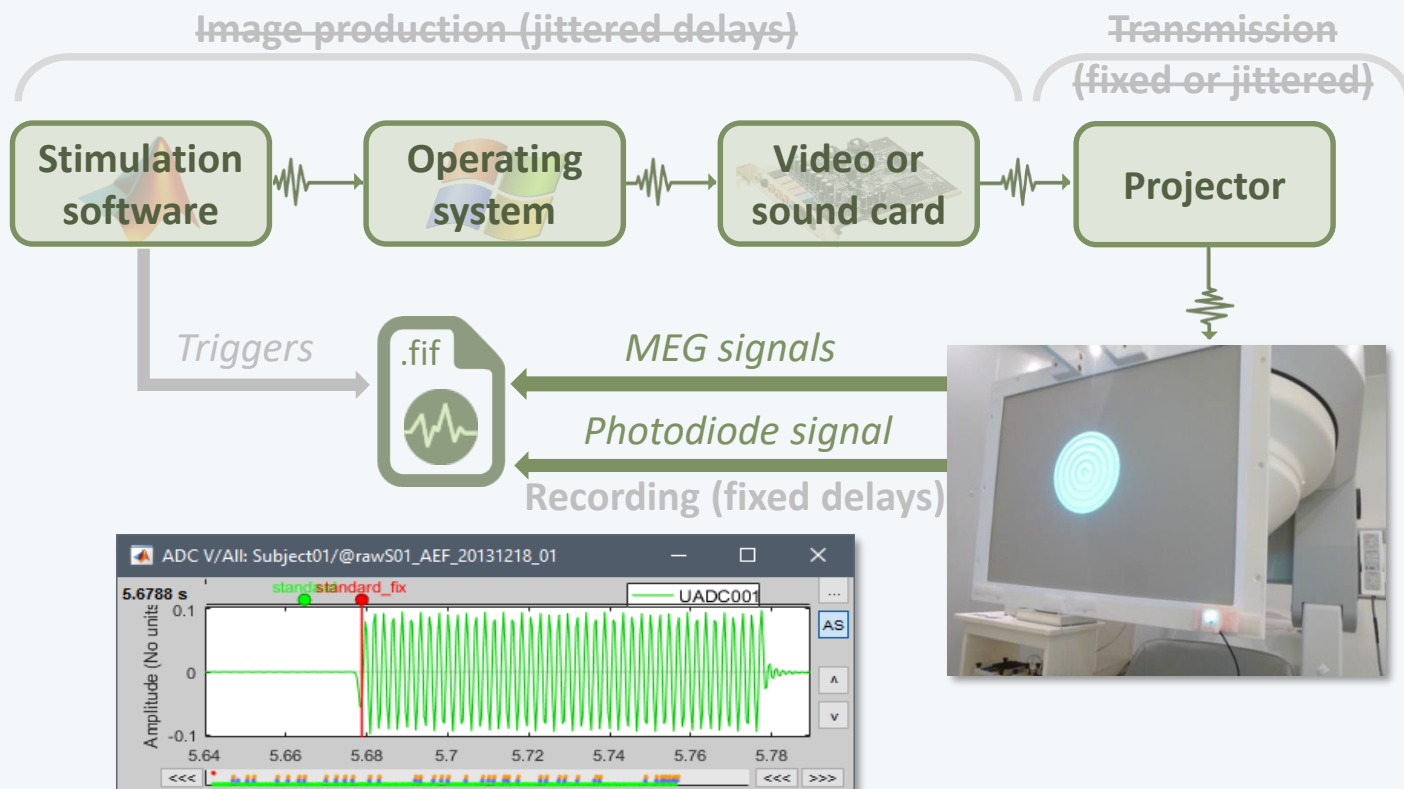 Image production (jittered delays)
Transmission
(fixed or jittered)
Stimulation
software
Operating
system
Video or
sound card
Projector
Triggers
.fif
MEG signals
Photodiode signal
Recording (fixed delays)
ADC V/All: Subject01/@rawS01_AEF_20131218_01
5.6788 s
standard_fix
UADC001
...
AS
Amplitude (No units
0.1
0
-0.1
^
v
5.64 5.66 5.68 5.7 5.72 5.74 5.76 5.78
<<<
<<< >>>